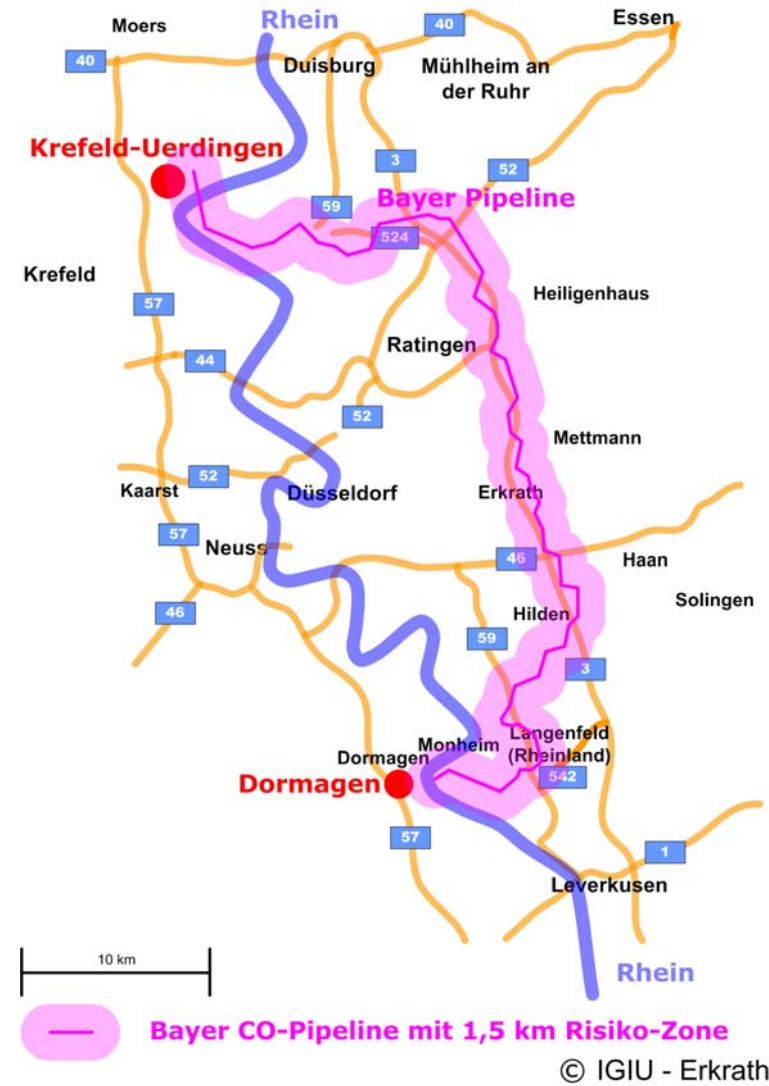 Moers
Rhein
40
Essen
40
Duisburg
Mühlheim an
der Ruhr
Krefeld-Uerdingen
3
52
59
Bayer Pipeline
524
Krefeld
Heiligenhaus
57
Ratingen
44
52
Mettmann
52
Kaarst
Düsseldorf
Erkrath
57
Neuss
46
Haan
Solingen
46
Hilden
59
3
Langenfeld
(Rheinland)
Monheim
Dormagen
Dormagen
542
57
1
Leverkusen
10 km
Rhein
Bayer CO-Pipeline mit 1,5 km Risiko-Zone
© IGIU - Erkrath